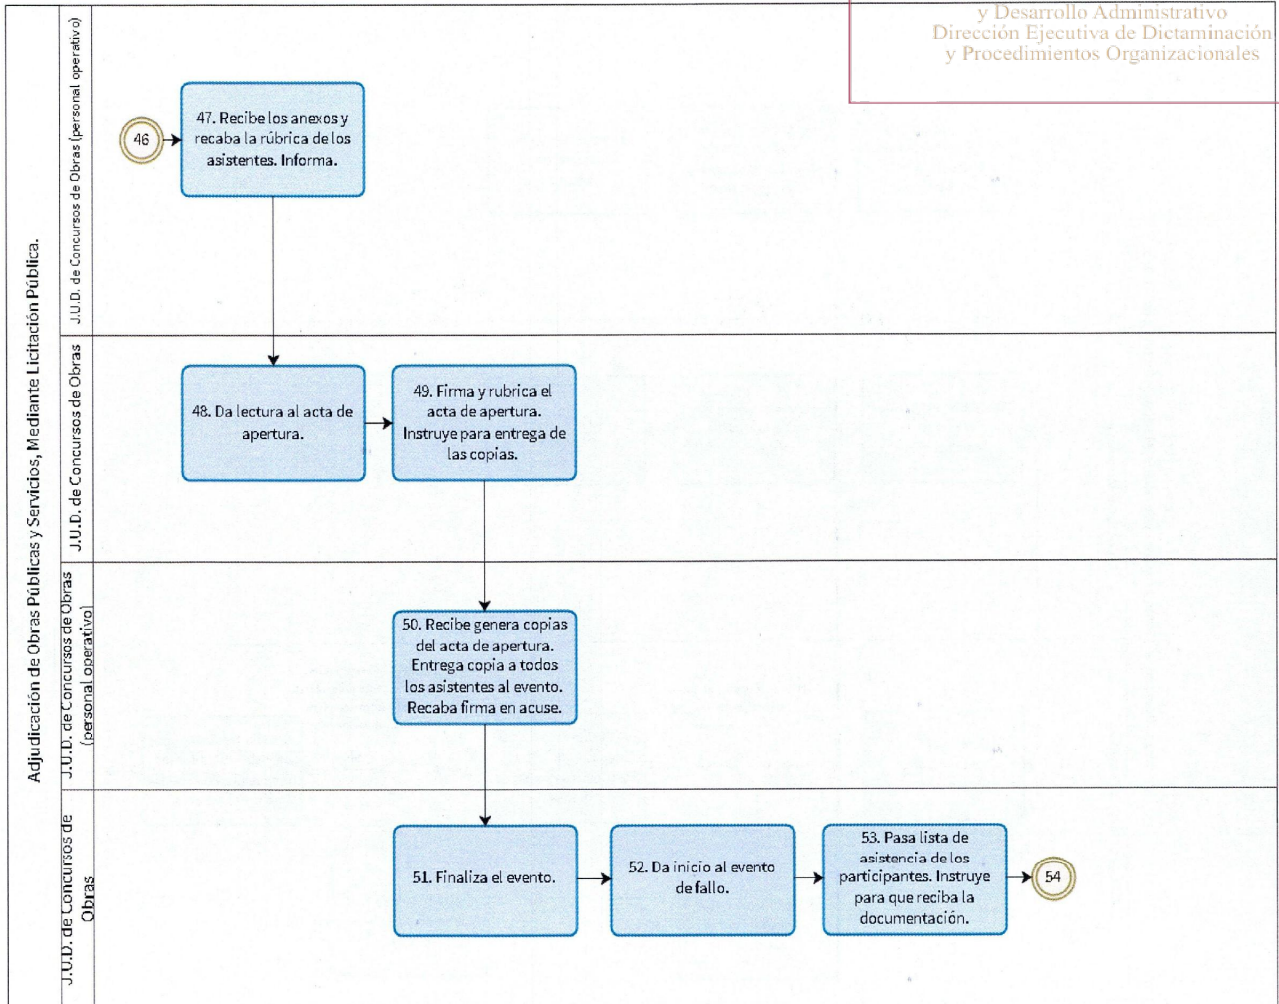 y Desarrollo Administrativo
Dirección Ejecutiva de Dictaminación
y Procedimientos Organizacionales
Adjudicación de Obras Públicas y Servicios, Mediante Licitación Pública.
J.U.D. de Concursos de Obras (personal operativo)
46
47. Recibe los anexos y
recaba la rúbrica de los
asistentes. Informa.
J.U.D. de Concursos de Obras
48. Da lectura al acta de
apertura.
49. Firma y rubrica el
acta de apertura.
Instruye para entrega de
las copias.
J.U.D. de Concursos de Obras
(personal operativo)
50. Recibe genera copias
del acta de apertura.
Entrega copia a todos
los asistentes al evento.
Recaba firma en acuse.
J.U.D. de Concursos de
Obras
51. Finaliza el evento.
52. Da inicio al evento
de fallo.
53. Pasa lista de
asistencia de los
participantes. Instruye
para que reciba la
documentación.
54